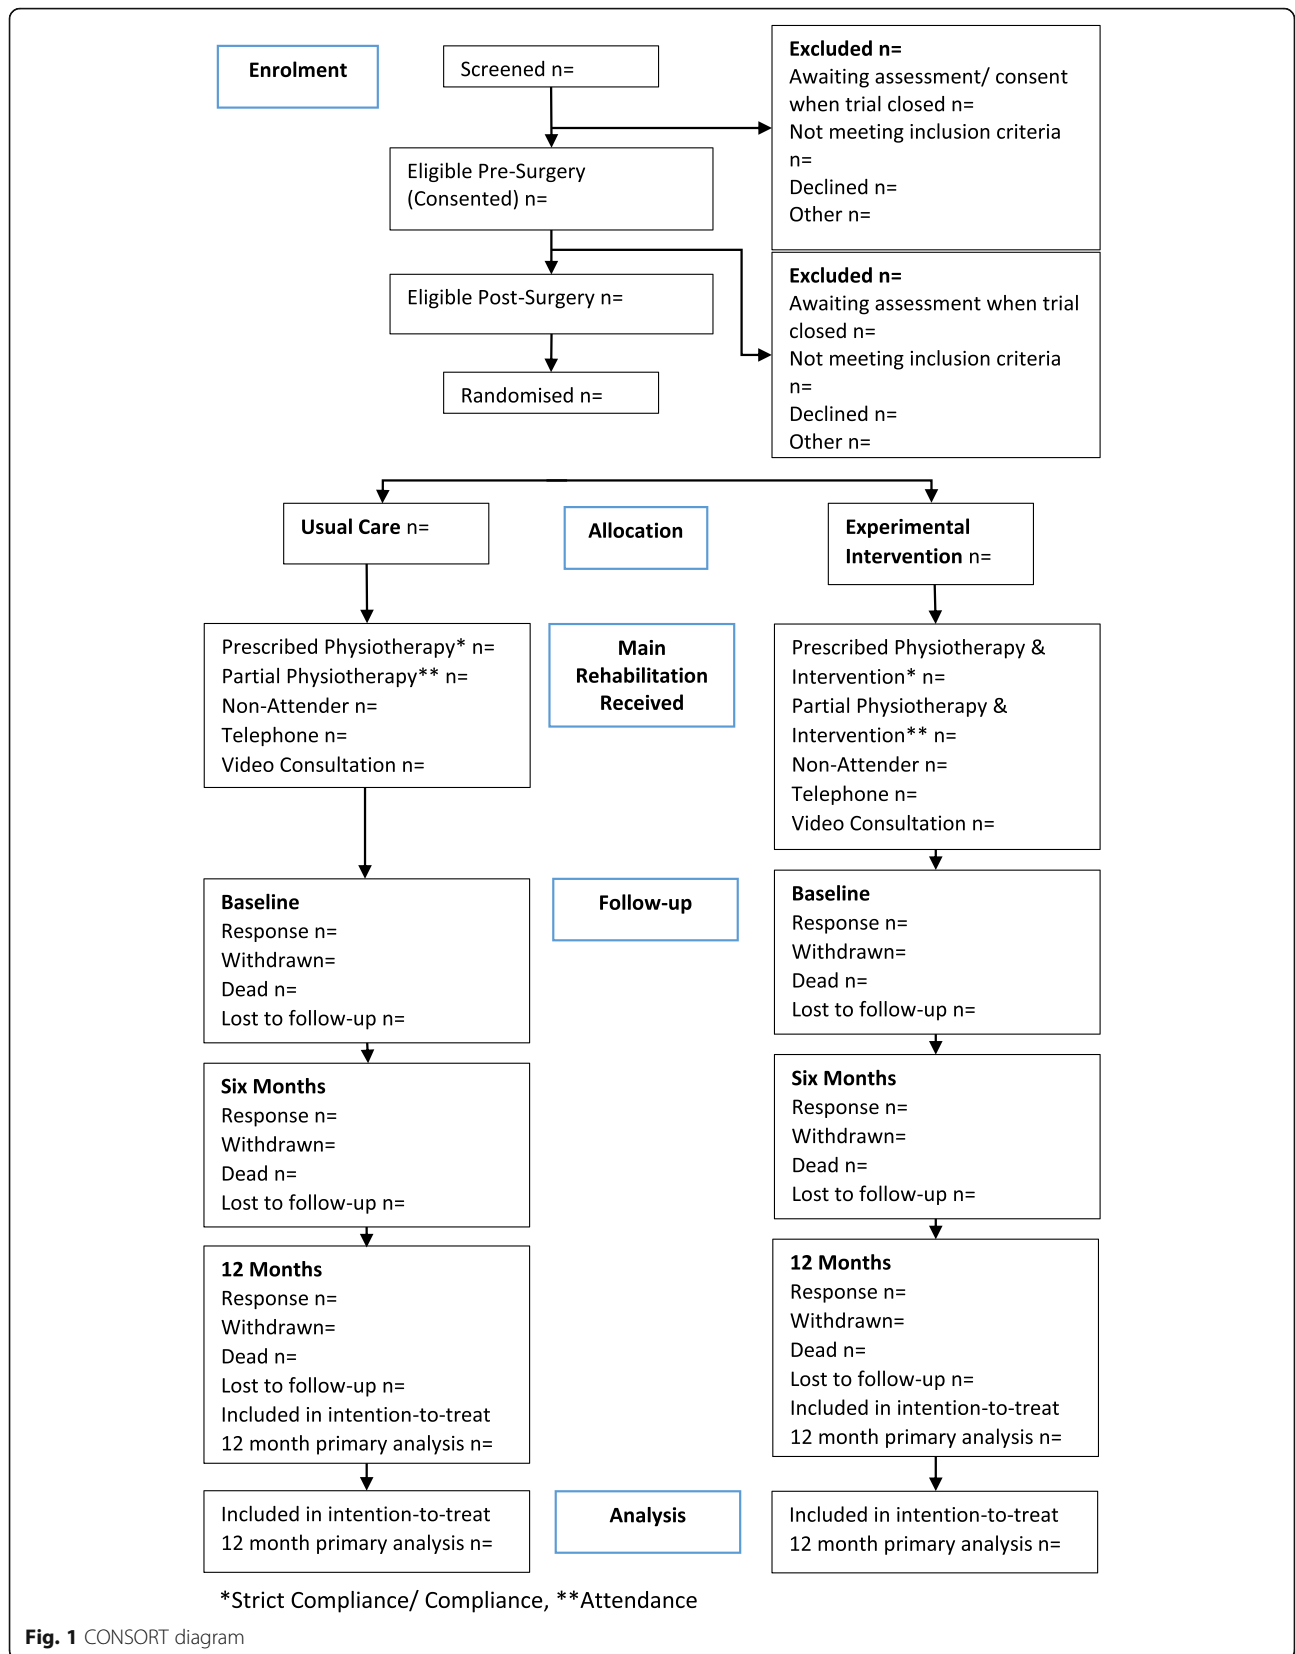 Enrolment
Screened n=
Excluded n=
Awaiting assessment/ consent
when trial closed n=
Not meeting inclusion criteria
n=
Declined n=
Other n=
Eligible Pre-Surgery
(Consented) n=
Excluded n=
Awaiting assessment when trial
closed n=
Not meeting inclusion criteria
n=
Declined n=
Other n=
Eligible Post-Surgery n=
Randomised n=
Usual Care n=
Allocation
Experimental
Intervention n=
Prescribed Physiotherapy* n=
Partial Physiotherapy** n=
Non-Attender n=
Telephone n=
Video Consultation n=
Main
Rehabilitation
Received
Prescribed Physiotherapy &
Intervention* n=
Partial Physiotherapy &
Intervention** n=
Non-Attender n=
Telephone n=
Video Consultation n=
Baseline
Response n=
Withdrawn=
Dead n=
Lost to follow-up n=
Follow-up
Baseline
Response n=
Withdrawn=
Dead n=
Lost to follow-up n=
Six Months
Response n=
Withdrawn=
Dead n=
Lost to follow-up n=
Six Months
Response n=
Withdrawn=
Dead n=
Lost to follow-up n=
12 Months
Response n=
Withdrawn=
Dead n=
Lost to follow-up n=
Included in intention-to-treat
12 month primary analysis n=
12 Months
Response n=
Withdrawn=
Dead n=
Lost to follow-up n=
Included in intention-to-treat
12 month primary analysis n=
Included in intention-to-treat
12 month primary analysis n=
Analysis
Included in intention-to-treat
12 month primary analysis n=
*Strict Compliance/ Compliance, **Attendance
Fig. 1 CONSORT diagram